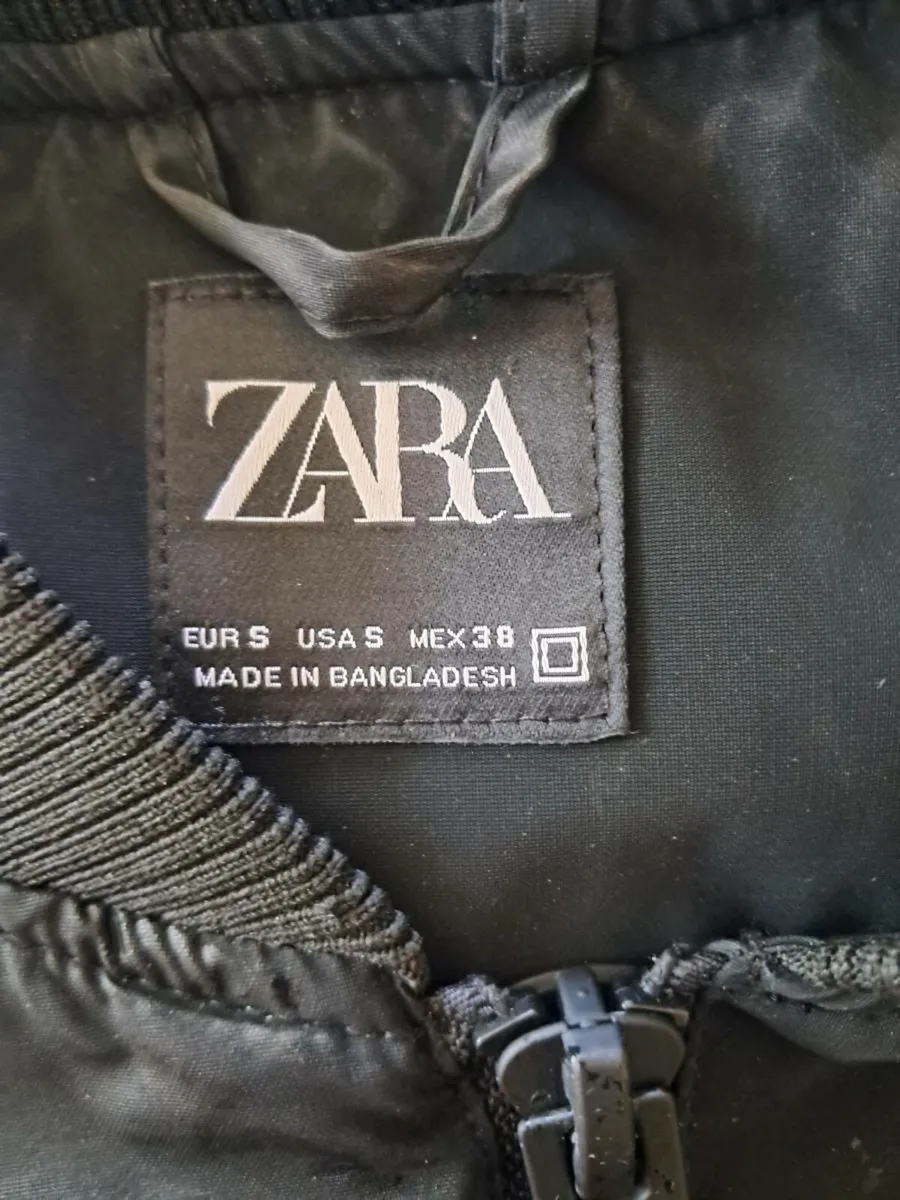 ZARA
EUR S USA S MEX 38
MADE IN BANGLADESH